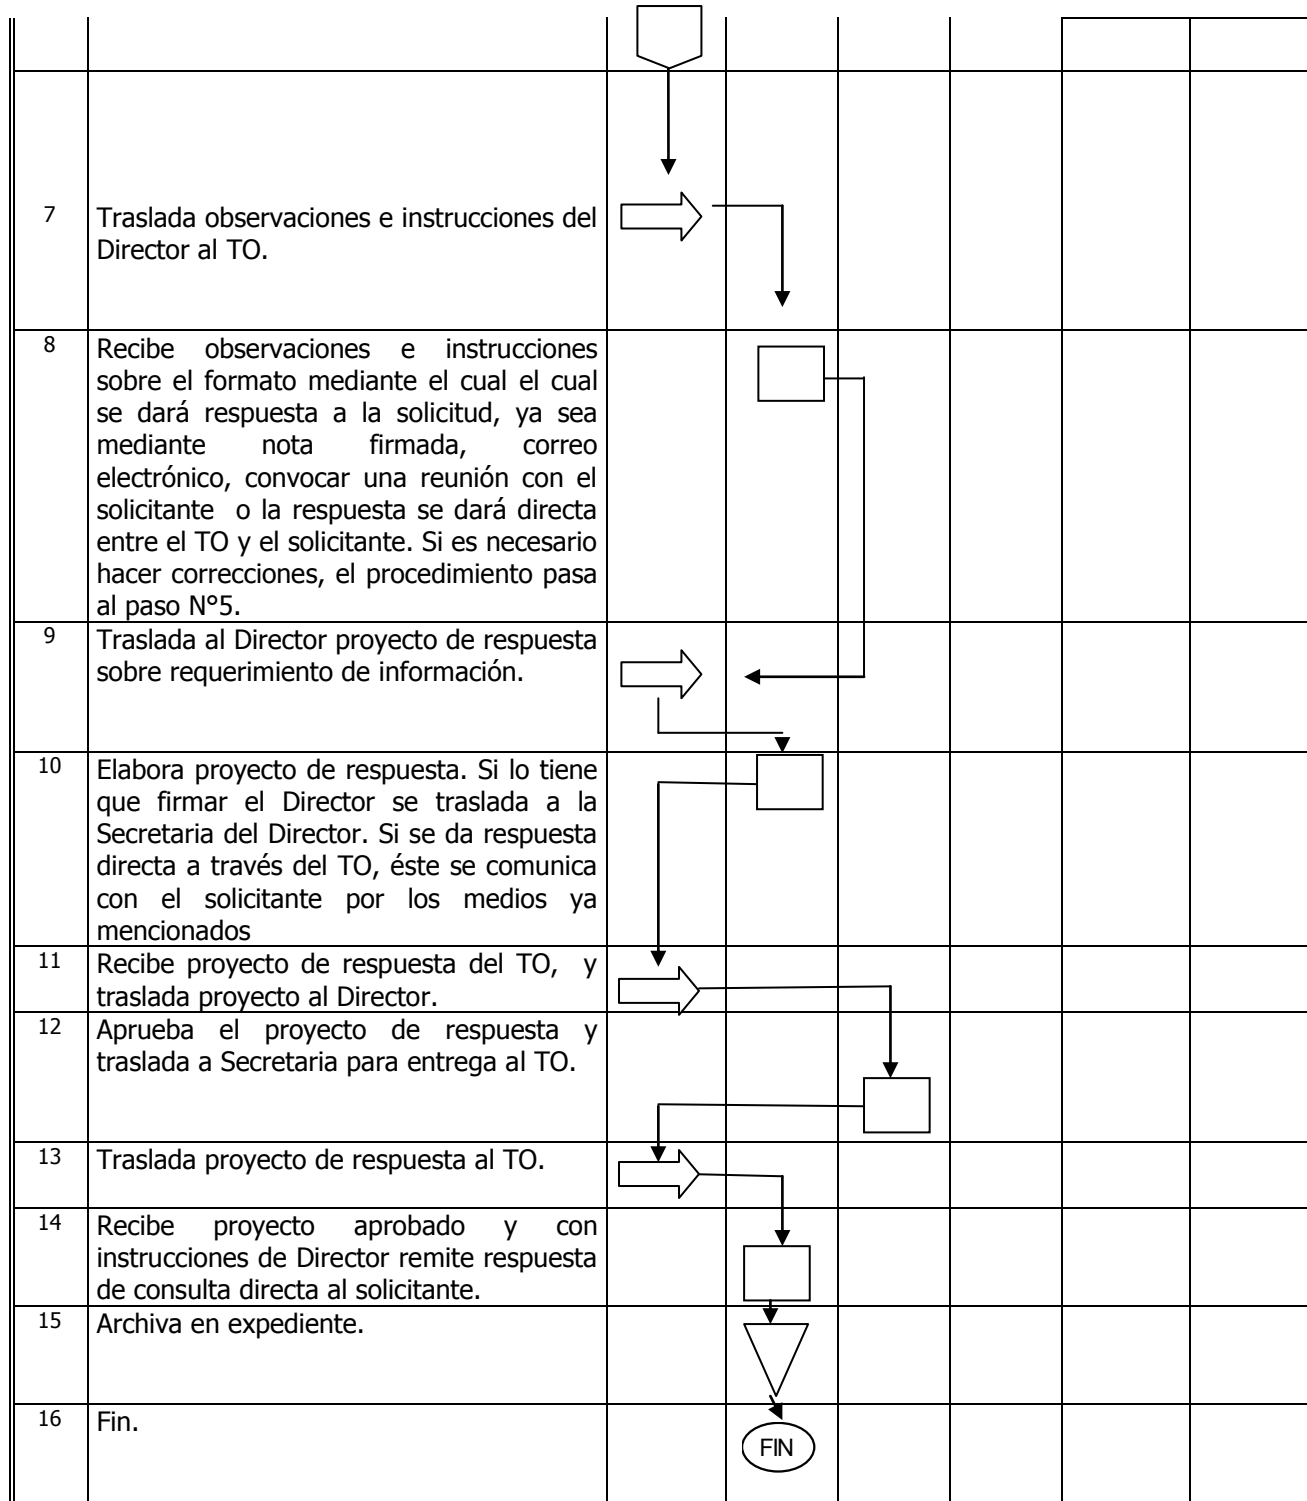 7
Traslada observaciones e instrucciones del
Director al TO.
8
Recibe observaciones e instrucciones
sobre el formato mediante el cual el cual
se dará respuesta a la solicitud, ya sea
mediante nota firmada, correo
electrónico, convocar una reunión con el
solicitante o la respuesta se dará directa
entre el TO y el solicitante. Si es necesario
hacer correcciones, el procedimiento pasa
al paso N°5.
9
Traslada al Director proyecto de respuesta
sobre requerimiento de información.
10
Elabora proyecto de respuesta. Si lo tiene
que firmar el Director se traslada a la
Secretaria del Director. Si se da respuesta
directa a través del TO, éste se comunica
con el solicitante por los medios ya
mencionados
11
Recibe proyecto de respuesta del TO, y
traslada proyecto al Director.
12
Aprueba el proyecto de respuesta y
traslada a Secretaria para entrega al TO.
13
Traslada proyecto de respuesta al TO.
14
Recibe proyecto aprobado y con
instrucciones de Director remite respuesta
de consulta directa al solicitante.
15
Archiva en expediente.
16
Fin.
FIN